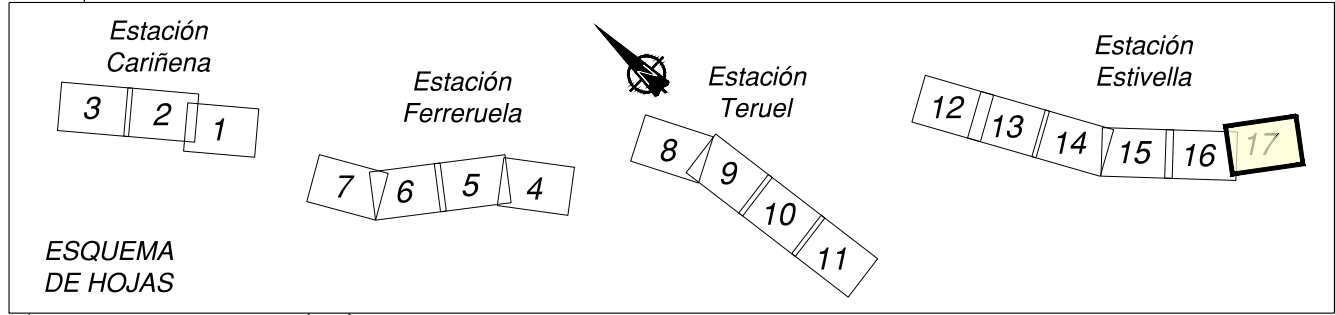 Estación
Cariñena
3
2
1
Estación
Ferreruela
7
6
5
4
Estación
Teruel
8
9
10
11
Estación
Estivella
12
13
14
15
16
17
ESQUEMA
DE HOJAS